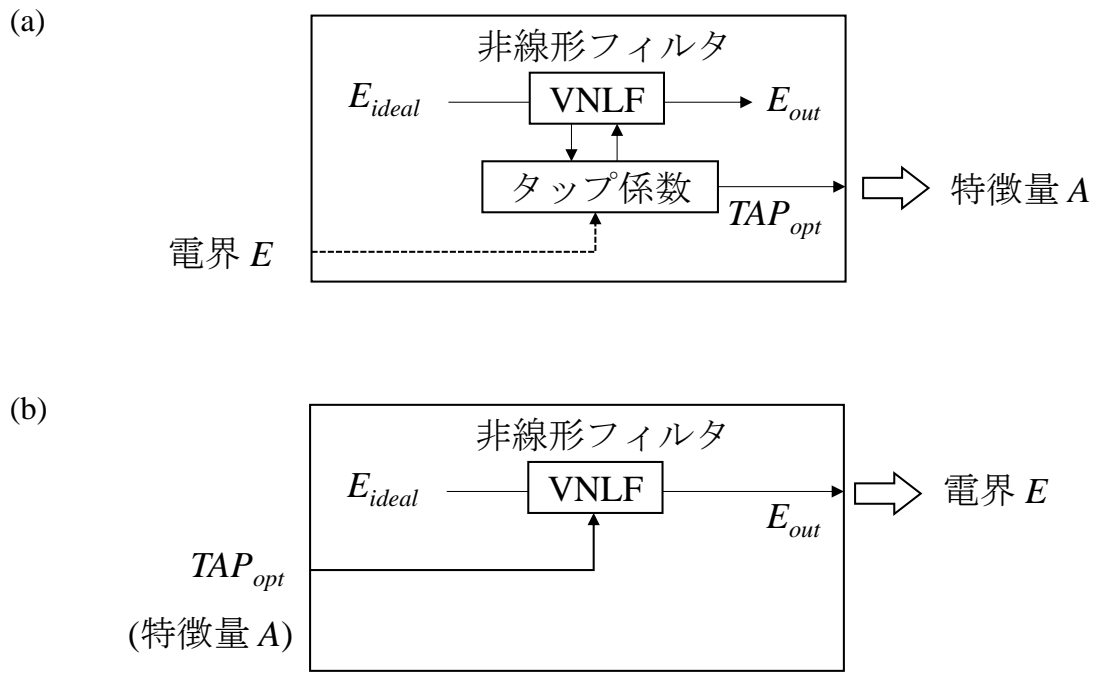 (a)
非線形フィルタ
E_ideal
VNLF
E_out
タップ係数
TAP_opt
特徴量 A
電界 E
(b)
非線形フィルタ
E_ideal
VNLF
E_out
電界 E
TAP_opt
(特徴量 A)